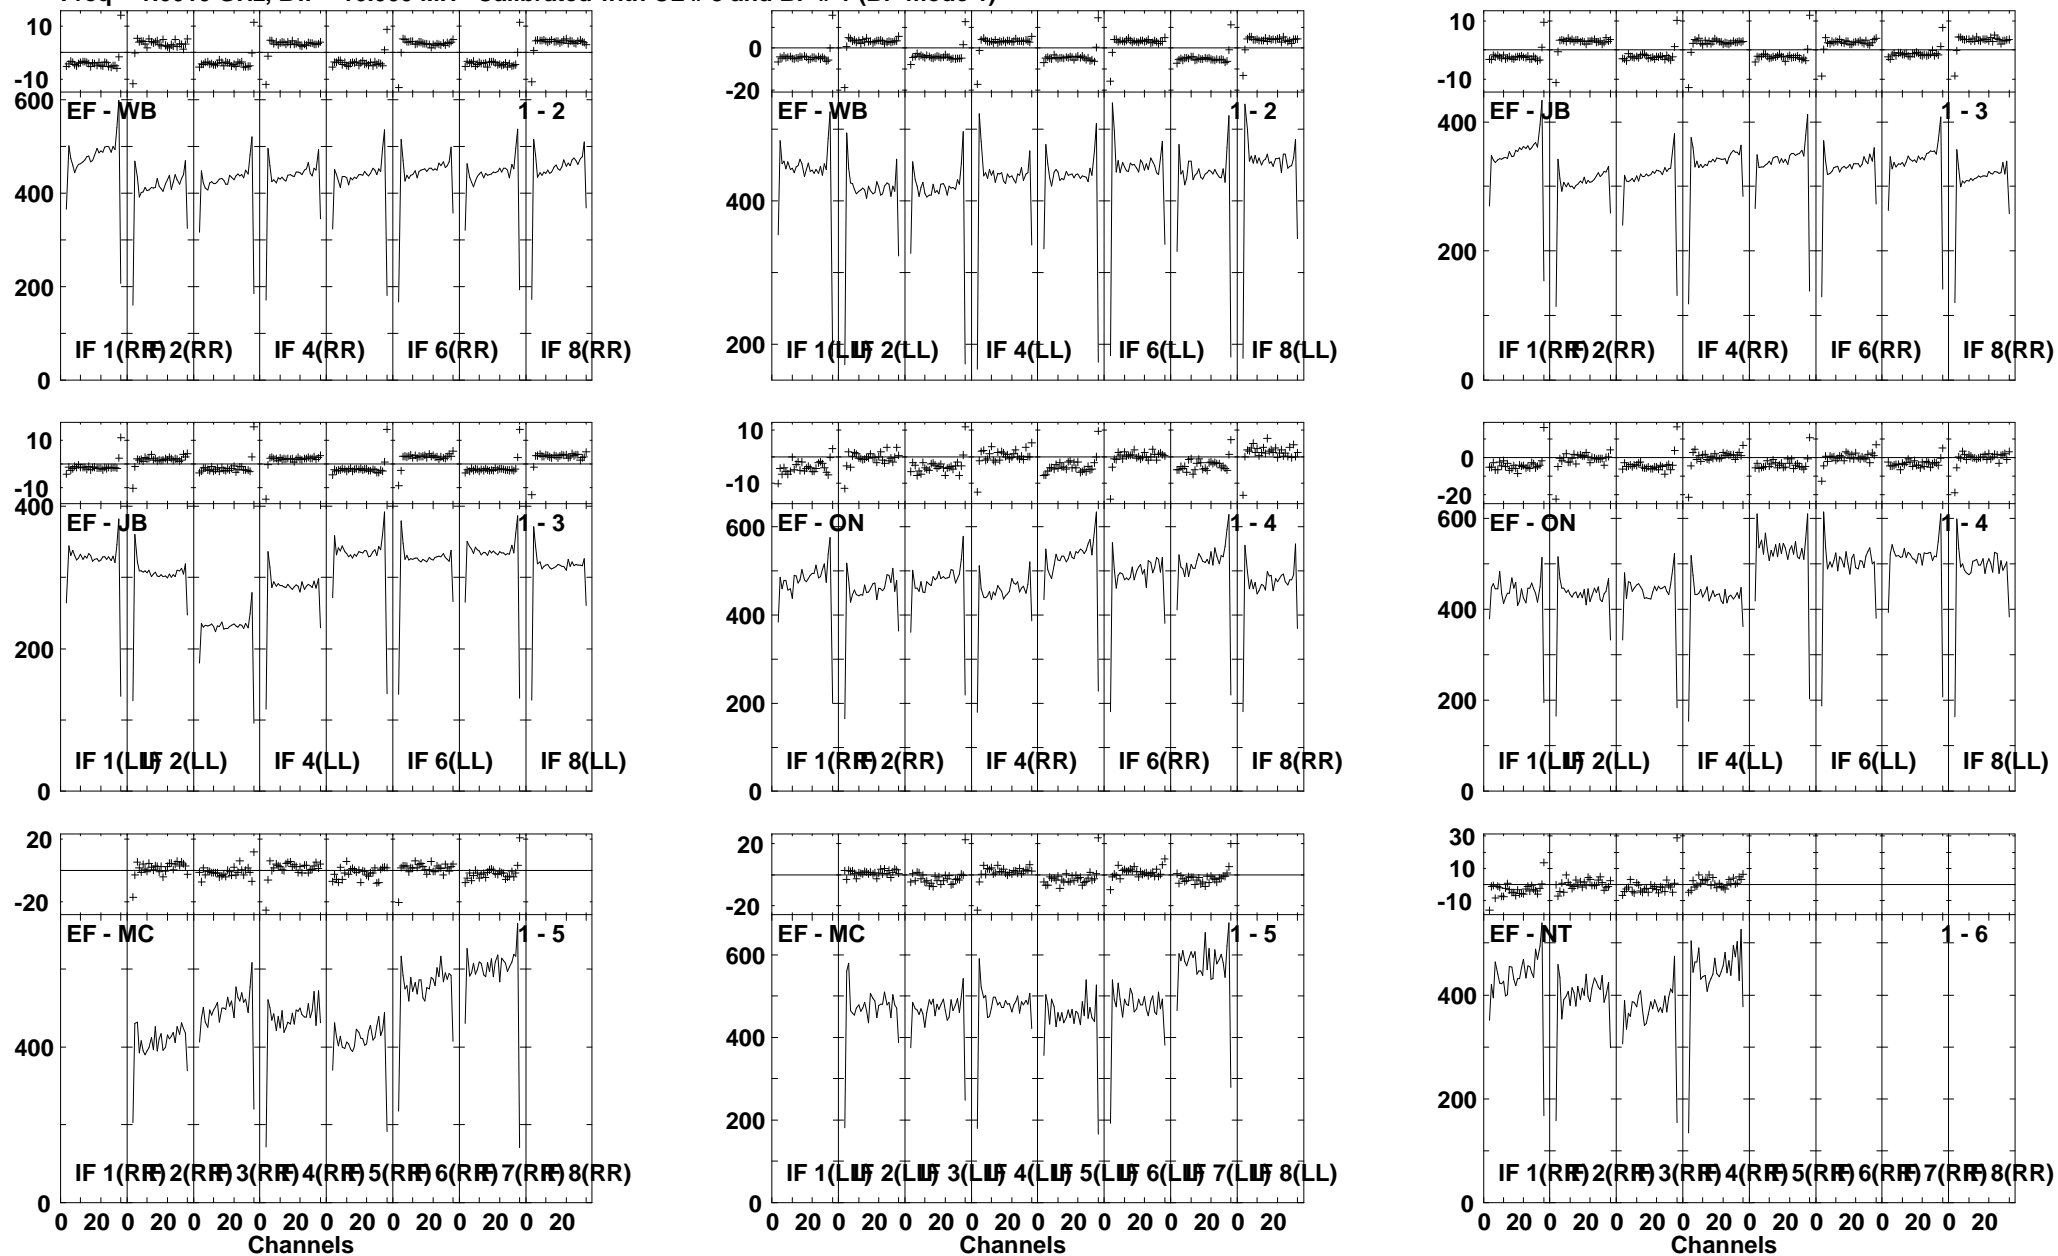 10
-10
600
400
200
0
EF - WB
1 - 2
IF 1(RR)
IF 2(RR)
IF 4(RR)
IF 6(RR)
IF 8(RR)
0
-20
400
200
EF - WB
1 - 2
IF 1(LL)
IF 2(LL)
IF 4(LL)
IF 6(LL)
IF 8(LL)
10
-10
400
200
0
EF - JB
1 - 3
IF 1(RR)
IF 2(RR)
IF 4(RR)
IF 6(RR)
IF 8(RR)
10
-10
400
200
0
EF - JB
1 - 3
IF 1(LL)
IF 2(LL)
IF 4(LL)
IF 6(LL)
IF 8(LL)
10
-10
600
400
200
0
EF - ON
1 - 4
IF 1(RR)
IF 2(RR)
IF 4(RR)
IF 6(RR)
IF 8(RR)
0
-20
600
400
200
0
EF - ON
1 - 4
IF 1(LL)
IF 2(LL)
IF 4(LL)
IF 6(LL)
IF 8(LL)
20
-20
400
0
EF - MC
1 - 5
IF 1(RR)
IF 2(RR)
IF 3(RR)
IF 4(RR)
IF 5(RR)
IF 6(RR)
IF 7(RR)
IF 8(RR)
0 20 0 20 0 20 0 20 0 20 0 20 0 20 0 20
Channels
20
-20
600
400
200
0
EF - MC
1 - 5
IF 1(LL)
IF 2(LL)
IF 3(LL)
IF 4(LL)
IF 5(LL)
IF 6(LL)
IF 7(LL)
IF 8(LL)
0 20 0 20 0 20 0 20 0 20 0 20 0 20 0 20
Channels
30
10
-10
400
200
0
EF - NT
1 - 6
IF 1(RR)
IF 2(RR)
IF 3(RR)
IF 4(RR)
IF 5(RR)
IF 6(RR)
IF 7(RR)
IF 8(RR)
0 20 0 20 0 20 0 20 0 20 0 20 0 20 0 20
Channels